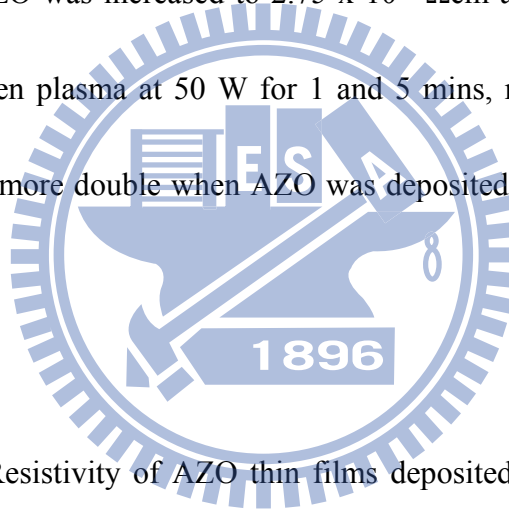 ZO was increased to 2.75 x 10
en plasma at 50 W for 1 and 5 mins,
more double when AZO was deposited
E S A
8
1896
Resistivity of AZO thin films deposited